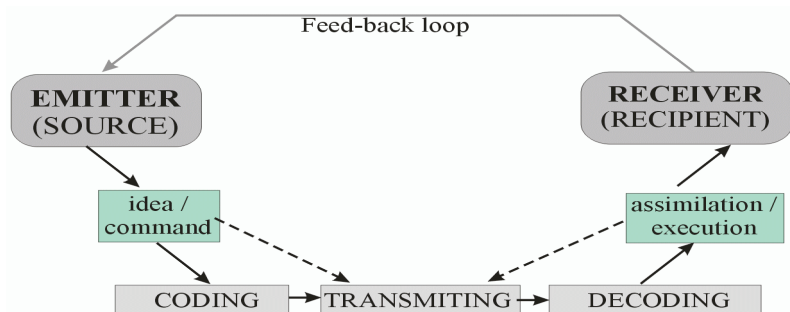 Feed-back loop
EMITTER
(SOURCE)
RECEIVER
(RECIPIENT)
idea /
command
assimilation /
execution
CODING
TRANSMITING
DECODING